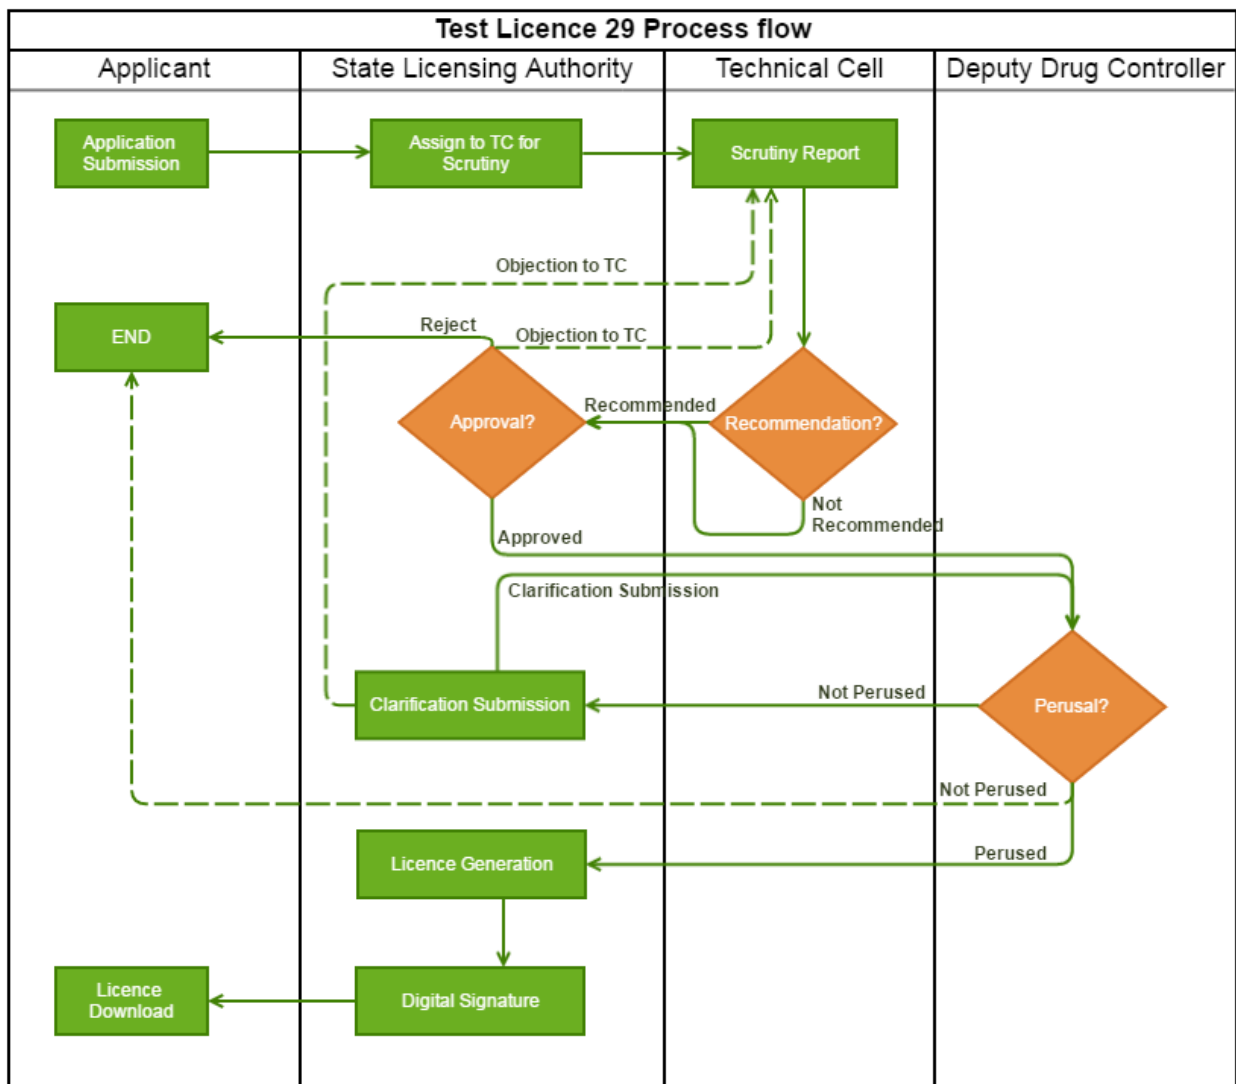 Test Licence 29 Process flow
Applicant
State Licensing Authority
Technical Cell
Deputy Drug Controller
Application
Submission
Assign to TC for
Scrutiny
Scrutiny Report
Objection to TC
END
Reject
Objection to TC
Approval?
Recommended
Recommendation?
Not
Recommended
Approved
Clarification Submission
Clarification Submission
Not Perused
Perusal?
Not Perused
Licence Generation
Perused
Licence
Download
Digital Signature